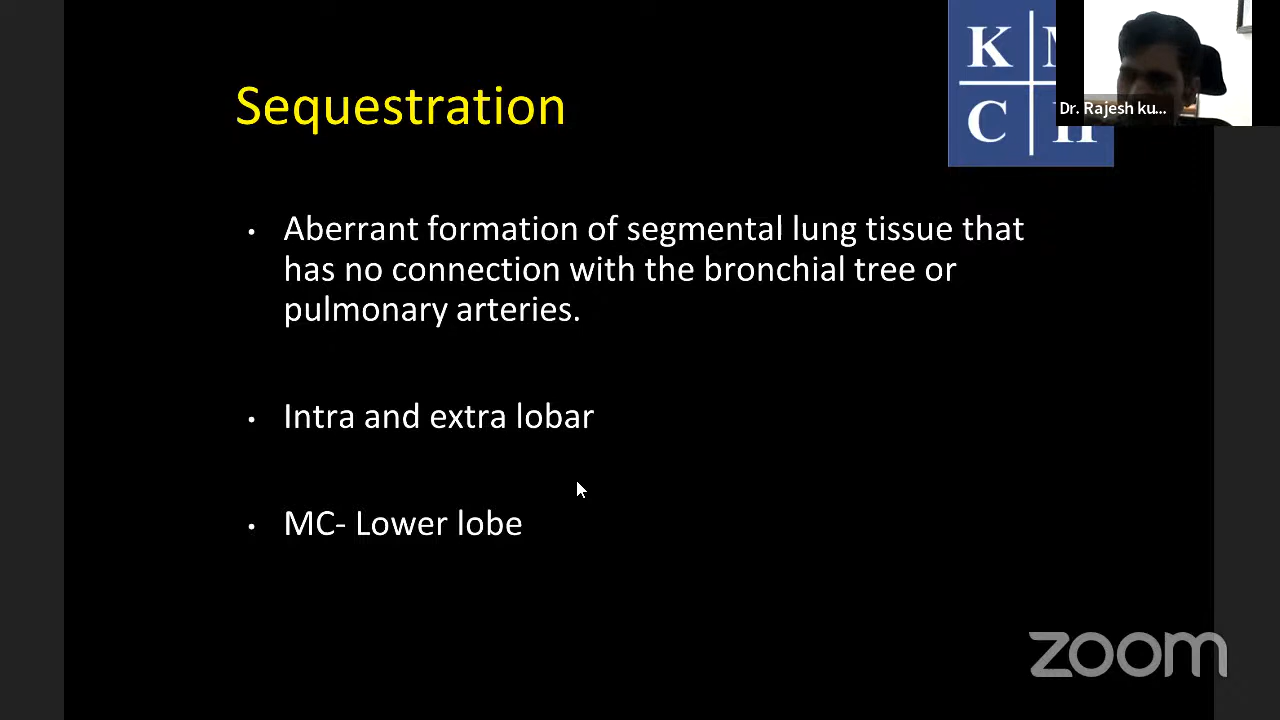 Sequestration
K
C
Dr. Rajesh ku...
• Aberrant formation of segmental lung tissue that
has no connection with the bronchial tree or
pulmonary arteries.
• Intra and extra lobar
• MC- Lower lobe
zoom